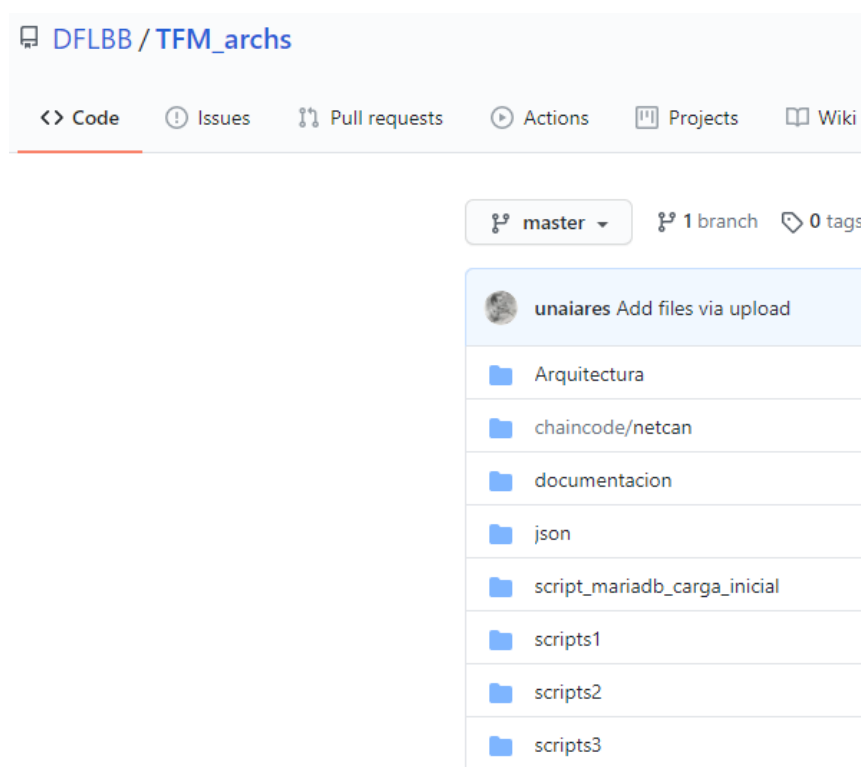 DFLBB / TFM_archs
Code Issues Pull requests Actions Projects Wiki
master 1 branch 0 tags
unaiares Add files via upload
Arquitectura
chaincode/netcan
documentacion
json
script_mariadb_carga_inicial
scripts1
scripts2
scripts3